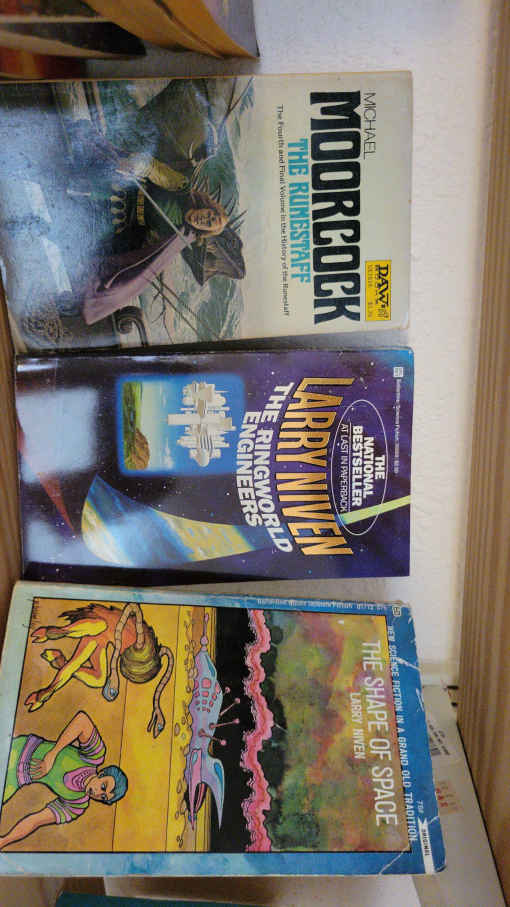 MICHAEL
MOORCOCK
THE RUNESTAFF
The Fourth and Final Volume in the History of the Runestaff
DAW
THE
NATIONAL
BESTSELLER
AT LAST IN PAPERBACK
LARRY NIVEN
THE RINGWORLD
ENGINEERS
NEW SCIENCE FICTION IN A GRAND OLD TRADITION
75¢ ORIGINAL
THE SHAPE OF SPACE
LARRY NIVEN